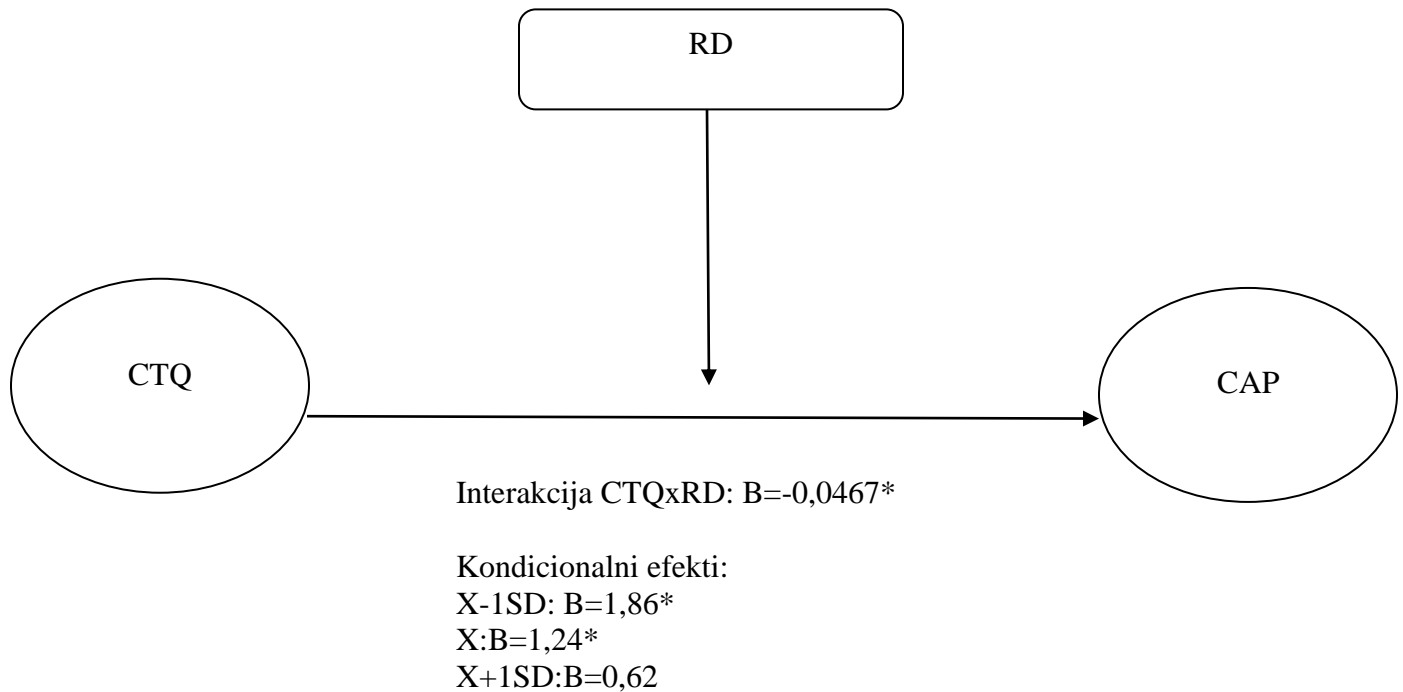 RD
CTQ
CAP
Interakcija CTQxRD: B=-0,0467*
Kondicionalni efekti:
X-1SD: B=1,86*
X:B=1,24*
X+1SD:B=0,62